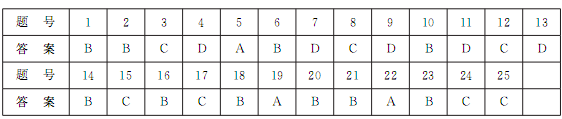 题 号 1 2 3 4 5 6 7 8 9 10 11 12 13
答 案 B B C D A B D C D B D C D
题 号 14 15 16 17 18 19 20 21 22 23 24 25
答 案 B C B C B A B B A B C C